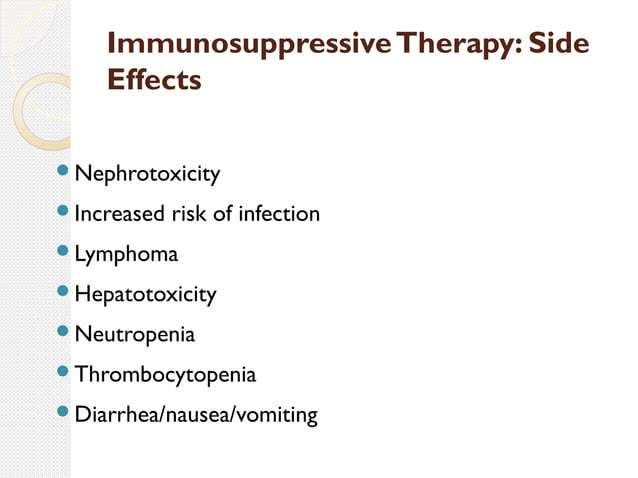 Immunosuppressive Therapy: Side
Effects
Nephrotoxicity
Increased risk of infection
Lymphoma
Hepatotoxicity
Neutropenia
Thrombocytopenia
Diarrhea/nausea/vomiting